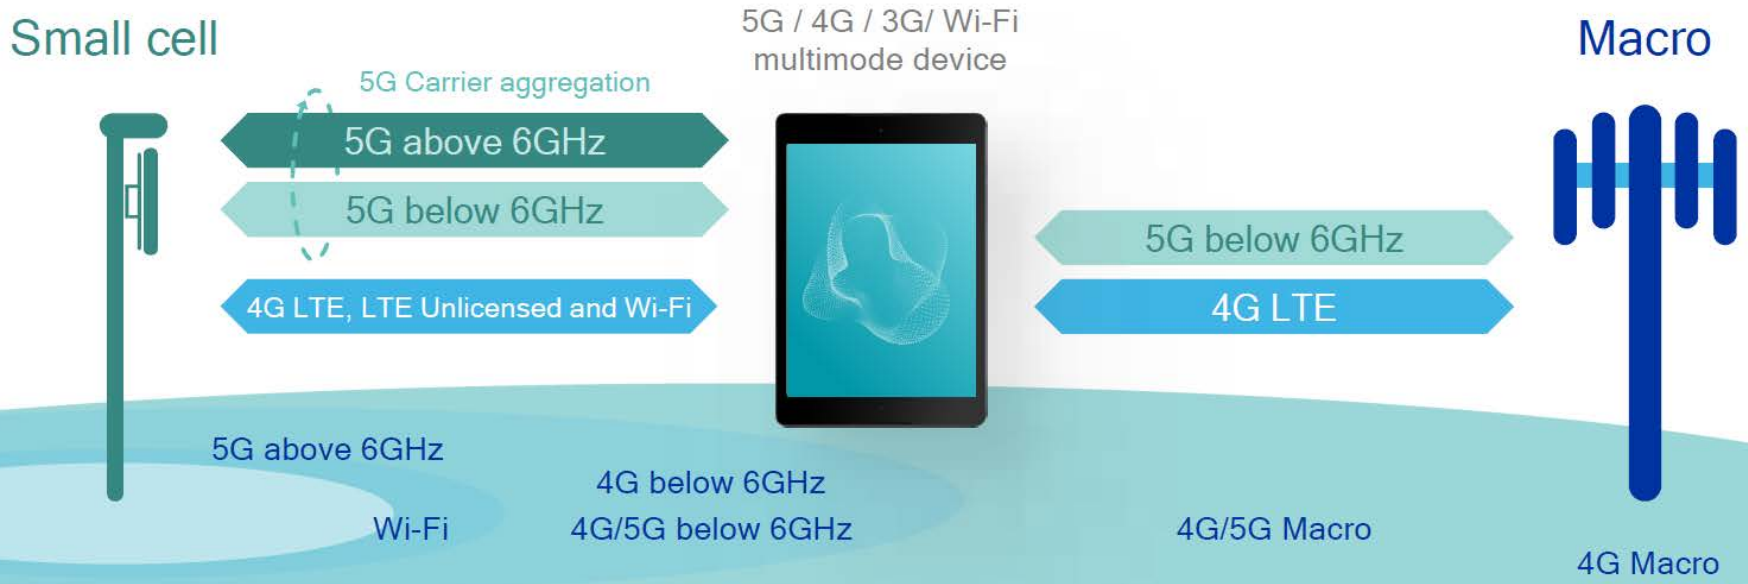 Small cell
5G / 4G / 3G/ Wi-Fi
multimode device
Macro
5G Carrier aggregation
5G above 6GHz
5G below 6GHz
4G LTE, LTE Unlicensed and Wi-Fi
5G below 6GHz
4G LTE
5G above 6GHz
4G below 6GHz
Wi-Fi
4G/5G below 6GHz
4G/5G Macro
4G Macro